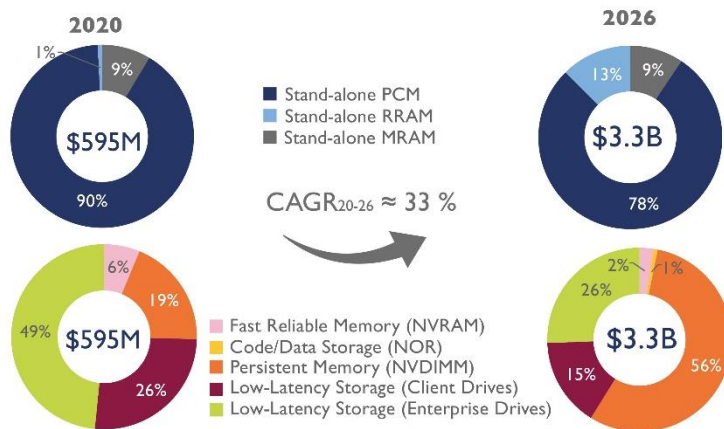 2020
2026
1%
9%
$595M
90%
Stand-alone PCM
Stand-alone RRAM
Stand-alone MRAM
13%
9%
$3.3B
78%
CAGR20-26 ≈ 33 %
6%
19%
49%
$595M
26%
Fast Reliable Memory (NVRAM)
Code/Data Storage (NOR)
Persistent Memory (NVDIMM)
Low-Latency Storage (Client Drives)
Low-Latency Storage (Enterprise Drives)
2%
1%
26%
$3.3B
15%
56%